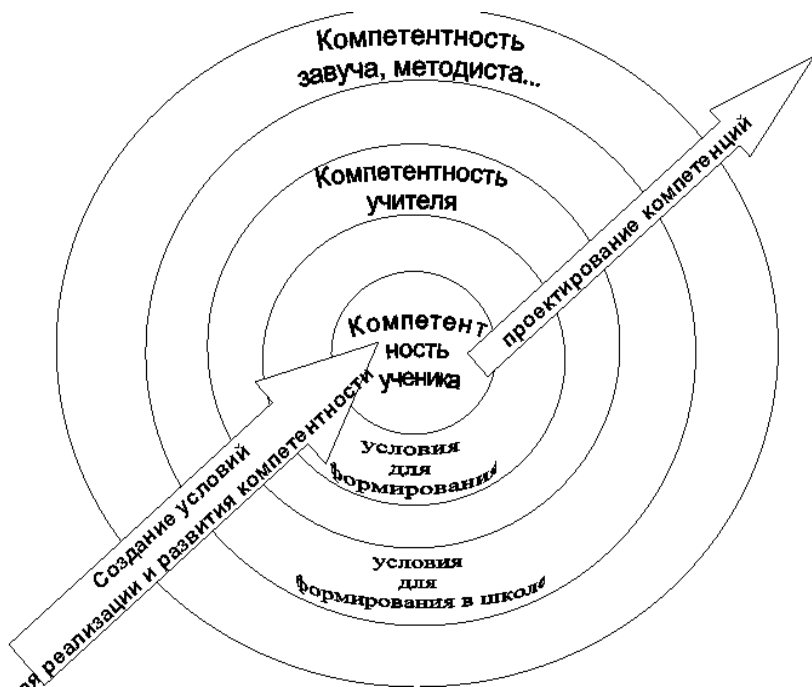 Компетентность
завуча, методиста...
Компетентность
учителя
Компетент
ность
ученика
проектирование компетенций
условия
для
формирования
Создание условий
реализации и развития компетентности
условия
для
формирования в школе